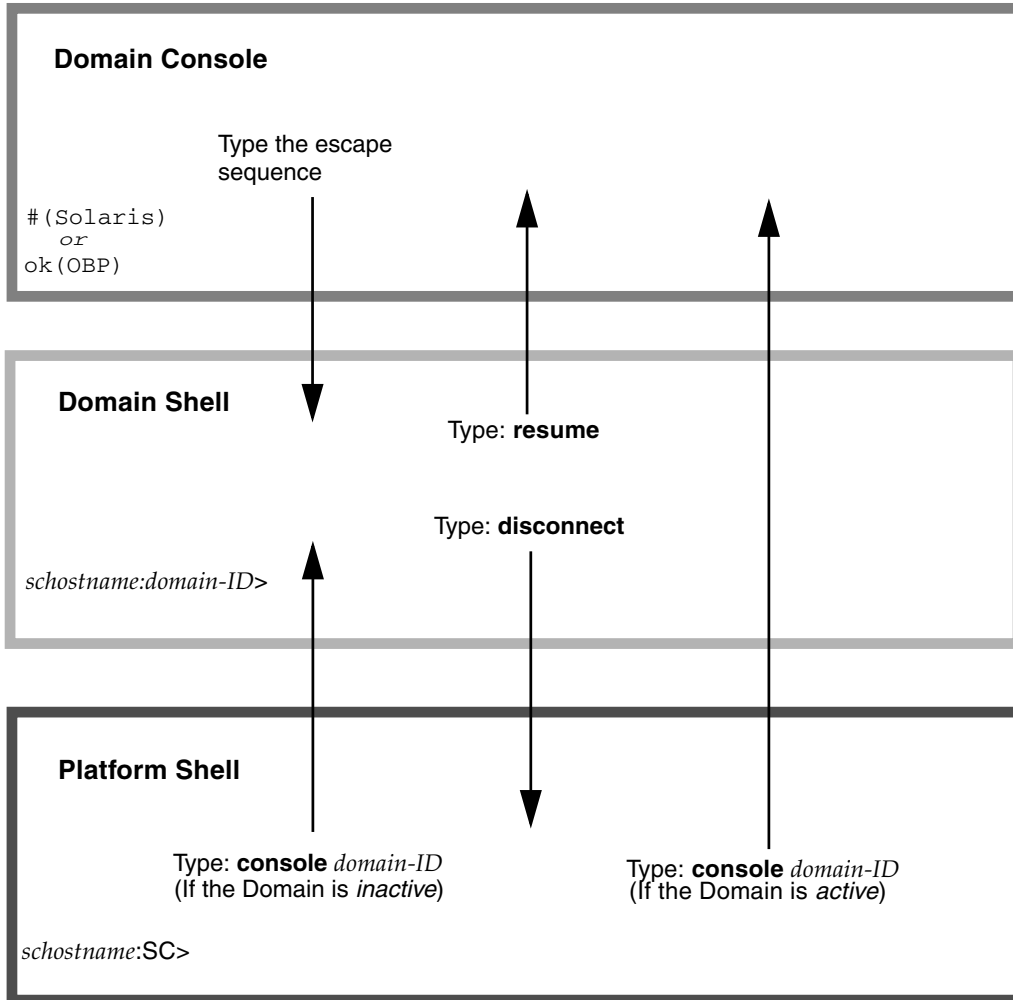 Domain Console
Type the escape
sequence
#(Solaris)
or
ok(OBP)
Domain Shell
Type: resume
Type: disconnect
schostname:domain-ID>
Platform Shell
Type: console domain-ID
(If the Domain is inactive)
Type: console domain-ID
(If the Domain is active)
schostname:SC>